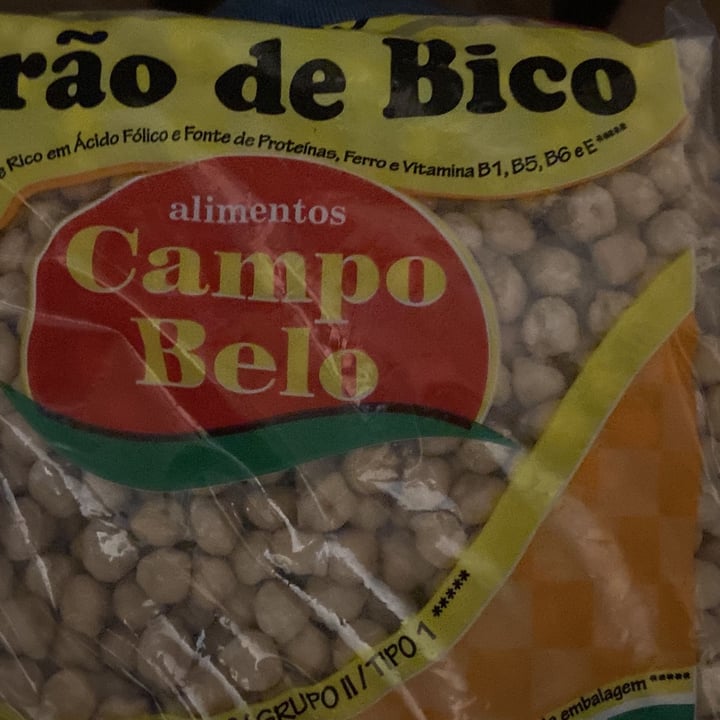 rão de Bico
e Rico em Ácido Fólico e Fonte de Proteínas, Ferro e Vitamina B1, B5, B6 e E*****
alimentos
Campo
Belo
/ GRUPO II / TIPO 1 *****
embalagem *****